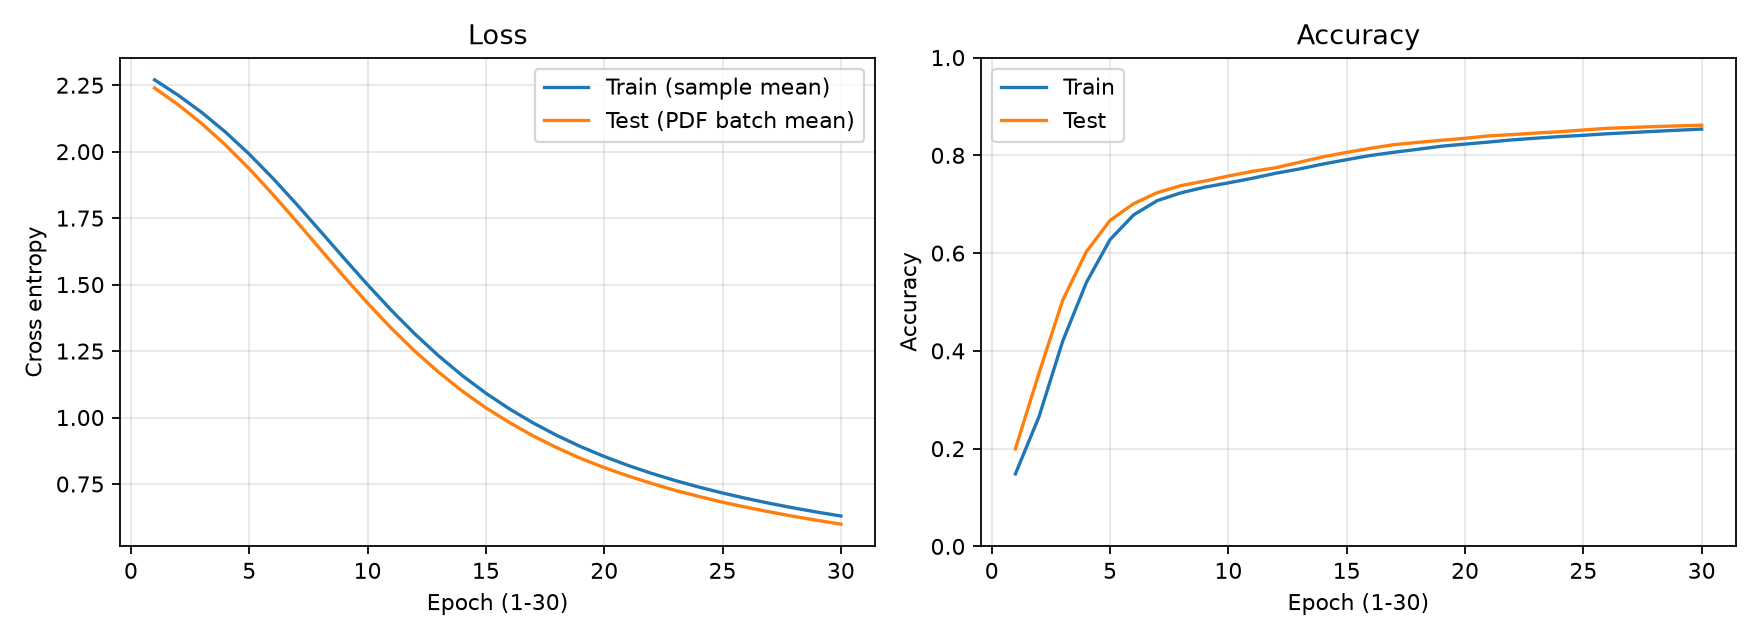 Loss
Train (sample mean)
Test (PDF batch mean)
Cross entropy
2.25
2.00
1.75
1.50
1.25
1.00
0.75
0 5 10 15 20 25 30
Epoch (1-30)
Accuracy
Train
Test
Accuracy
1.0
0.8
0.6
0.4
0.2
0.0
0 5 10 15 20 25 30
Epoch (1-30)